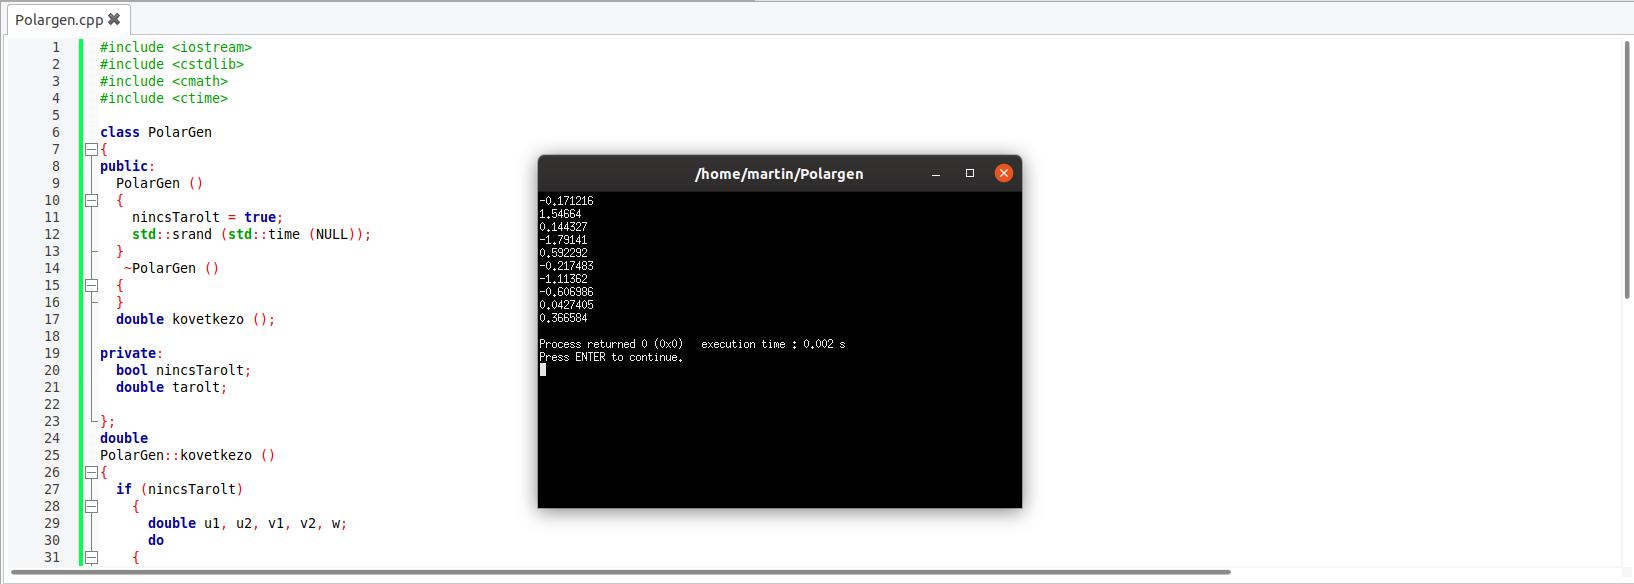 Polargen.cpp
1 #include <iostream>
2 #include <cstdlib>
3 #include <cmath>
4 #include <ctime>
5
6 class PolarGen
7 {
8 public:
9 PolarGen ()
10 {
11 nincsTarolt = true;
12 std::srand (std::time (NULL));
13 }
14 ~PolarGen ()
15 {
16 }
17 double kovetkezo ();
18
19 private:
20 bool nincsTarolt;
21 double tarolt;
22
23 };
24 double
25 PolarGen::kovetkezo ()
26 {
27 if (nincsTarolt)
28 {
29 double u1, u2, v1, v2, w;
30 do
31 {
/home/martin/Polargen
-0.171216
1.54664
0.144327
-1.79141
0.592292
-0.217483
-1.11362
-0.606986
0.0427405
0.366584
Process returned 0 (0x0) execution time : 0.002 s
Press ENTER to continue.